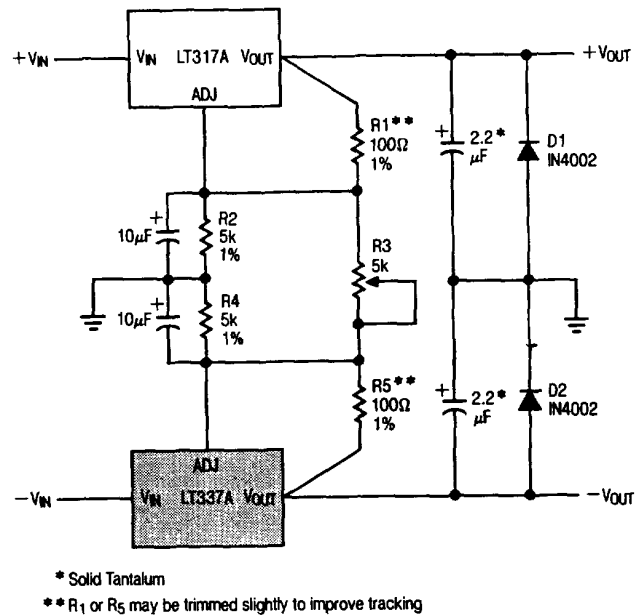 +VIN
VIN LT317A VOUT
ADJ
+VOUT
R1**
100Ω
1%
+
2.2*
µF
D1
IN4002
+
10µF
R2
5k
1%
R3
5k
10µF
+
R4
5k
1%
R5**
100Ω
1%
+
2.2*
µF
D2
IN4002
ADJ
-VIN
VIN LT337A VOUT
-VOUT
* Solid Tantalum
** R1 or R5 may be trimmed slightly to improve tracking